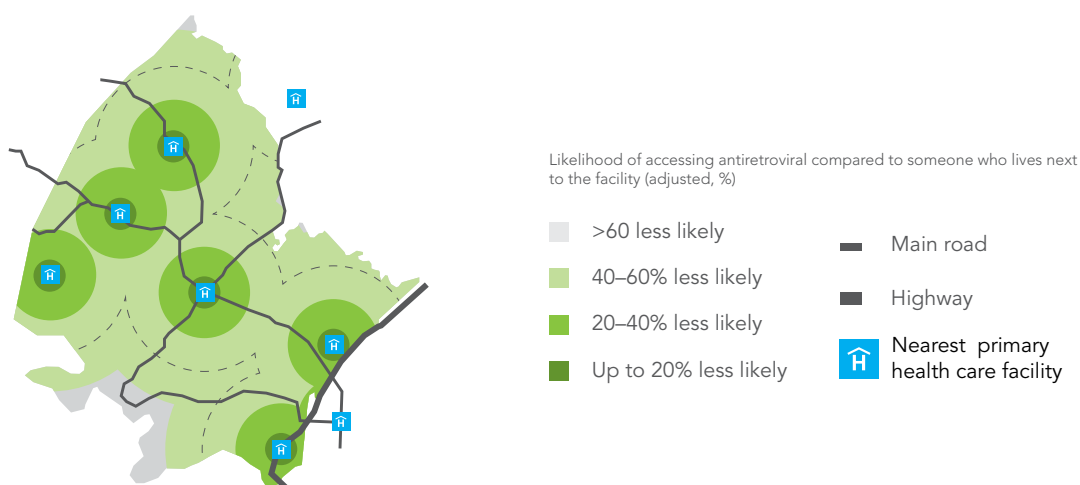 Likelihood of accessing antiretroviral compared to someone who lives next
to the facility (adjusted, %)
>60 less likely
40–60% less likely
20–40% less likely
Up to 20% less likely
Main road
Highway
Nearest primary
health care facility
H
H
H
H
H
H
H
H
H